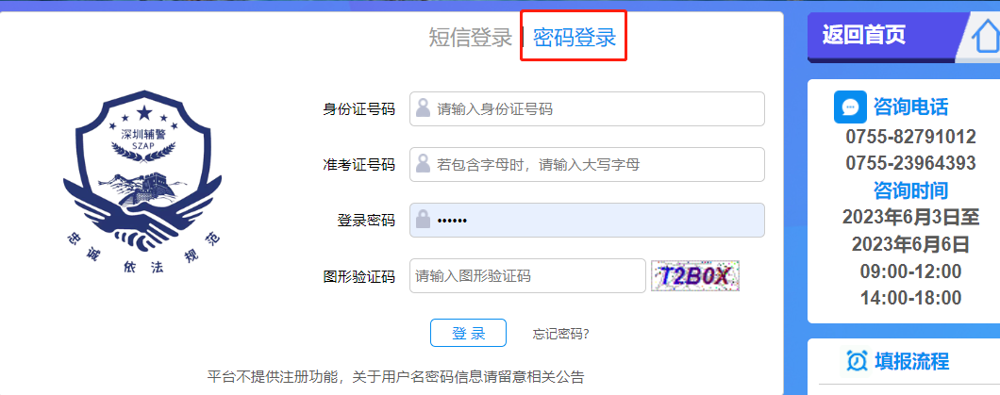 短信登录 | 密码登录
深圳辅警
SZAP
忠诚 依法 规范
身份证号码 请输入身份证号码
准考证号码 若包含字母时，请输入大写字母
登录密码 ••••••
图形验证码 请输入图形验证码 T2B0X
登 录 忘记密码?
平台不提供注册功能，关于用户名密码信息请留意相关公告
返回首页
咨询电话
0755-82791012
0755-23964393
咨询时间
2023年6月3日至
2023年6月6日
09:00-12:00
14:00-18:00
填报流程